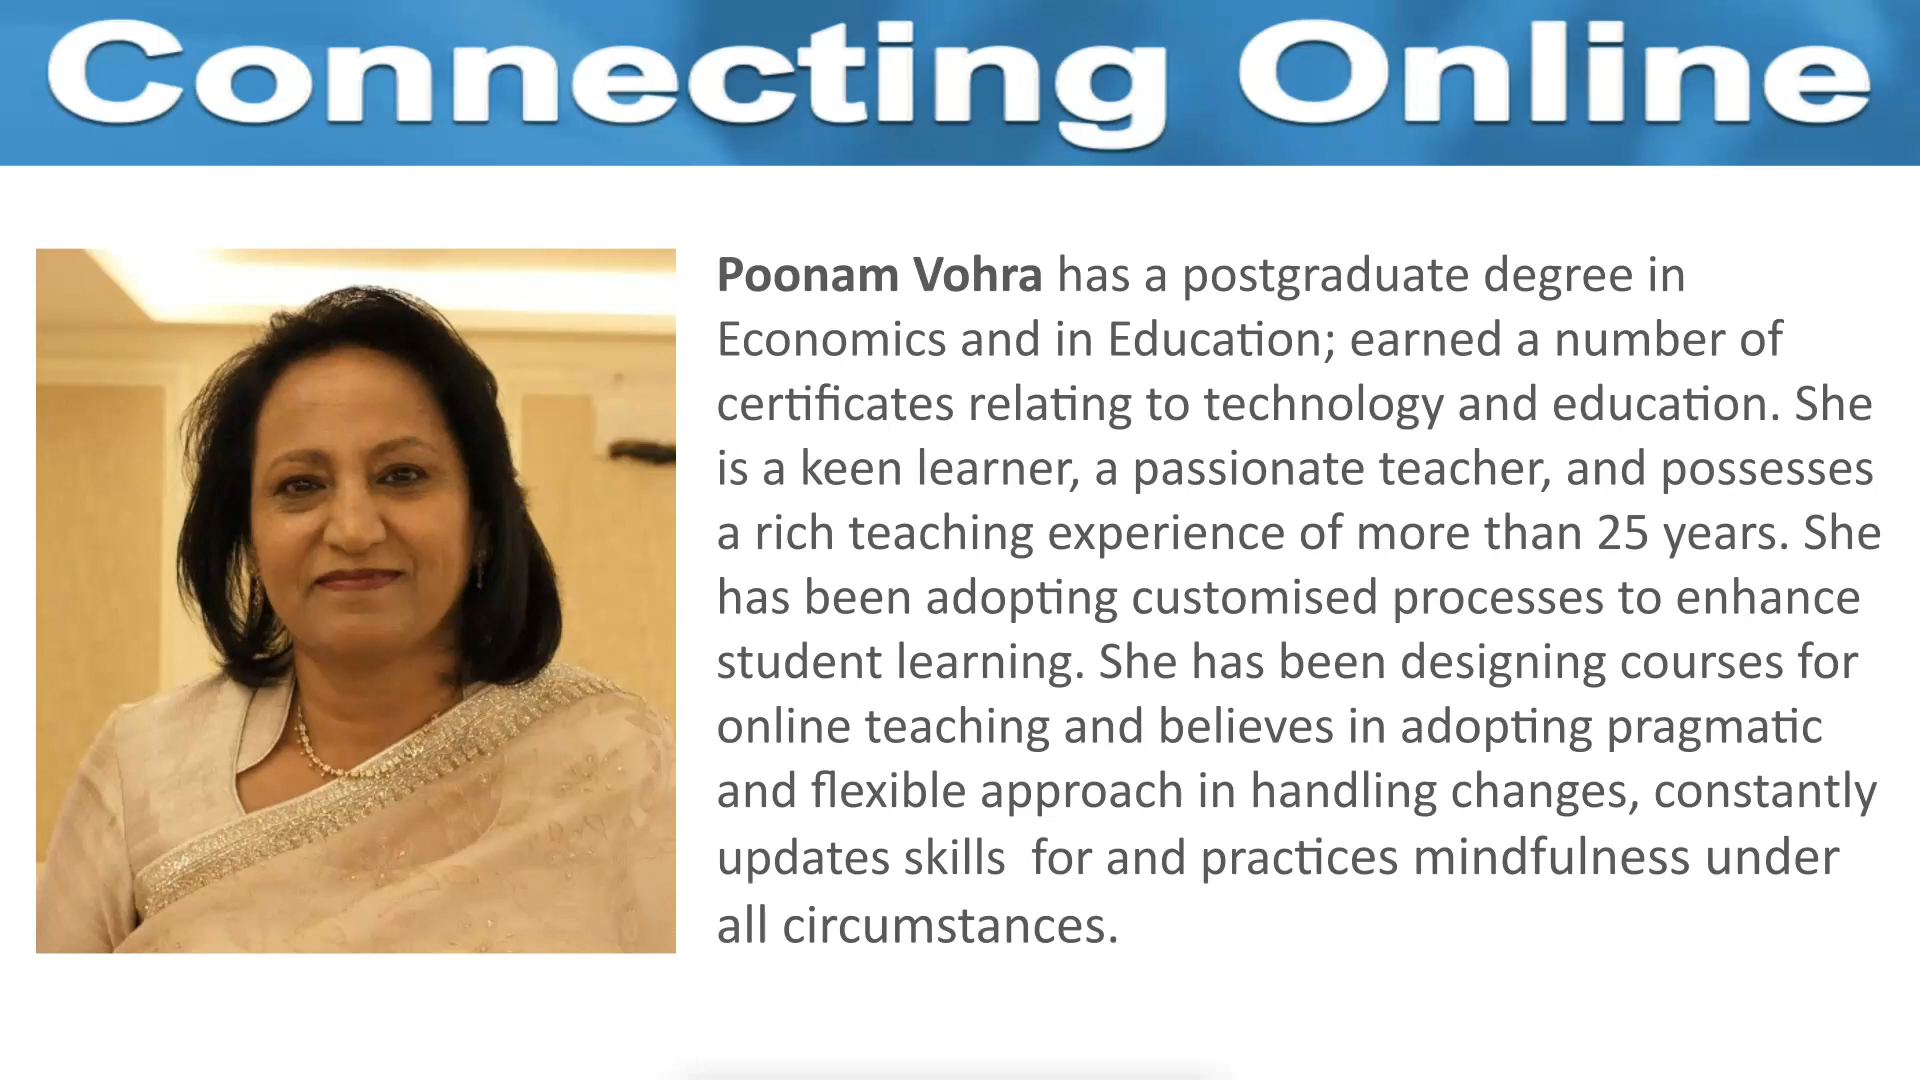 Connecting Online
Poonam Vohra has a postgraduate degree in
Economics and in Education; earned a number of
certificates relating to technology and education. She
is a keen learner, a passionate teacher, and possesses
a rich teaching experience of more than 25 years. She
has been adopting customised processes to enhance
student learning. She has been designing courses for
online teaching and believes in adopting pragmatic
and flexible approach in handling changes, constantly
updates skills  for and practices mindfulness under
all circumstances.